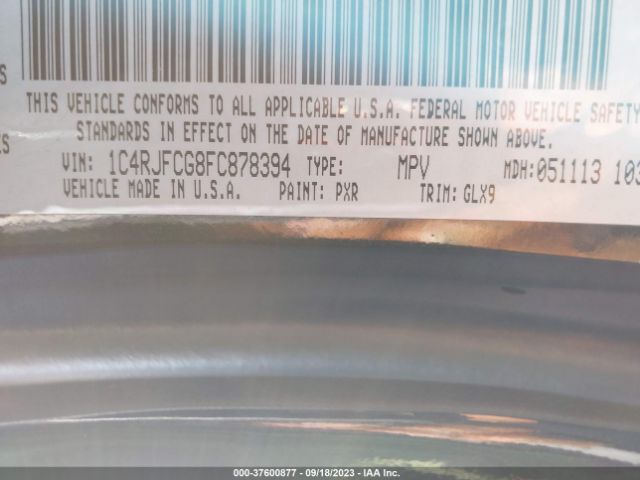 S
THIS VEHICLE CONFORMS TO ALL APPLICABLE U.S.A. FEDERAL MOTOR VEHICLE SAFETY
STANDARDS IN EFFECT ON THE DATE OF MANUFACTURE SHOWN ABOVE.
ES
VIN: 1C4RJFCG8FC878394 TYPE: MPV MDH:051113 103
VEHICLE MADE IN U.S.A. PAINT: PXR TRIM: GLX9
000-37600877 - 09/18/2023 - IAA Inc.